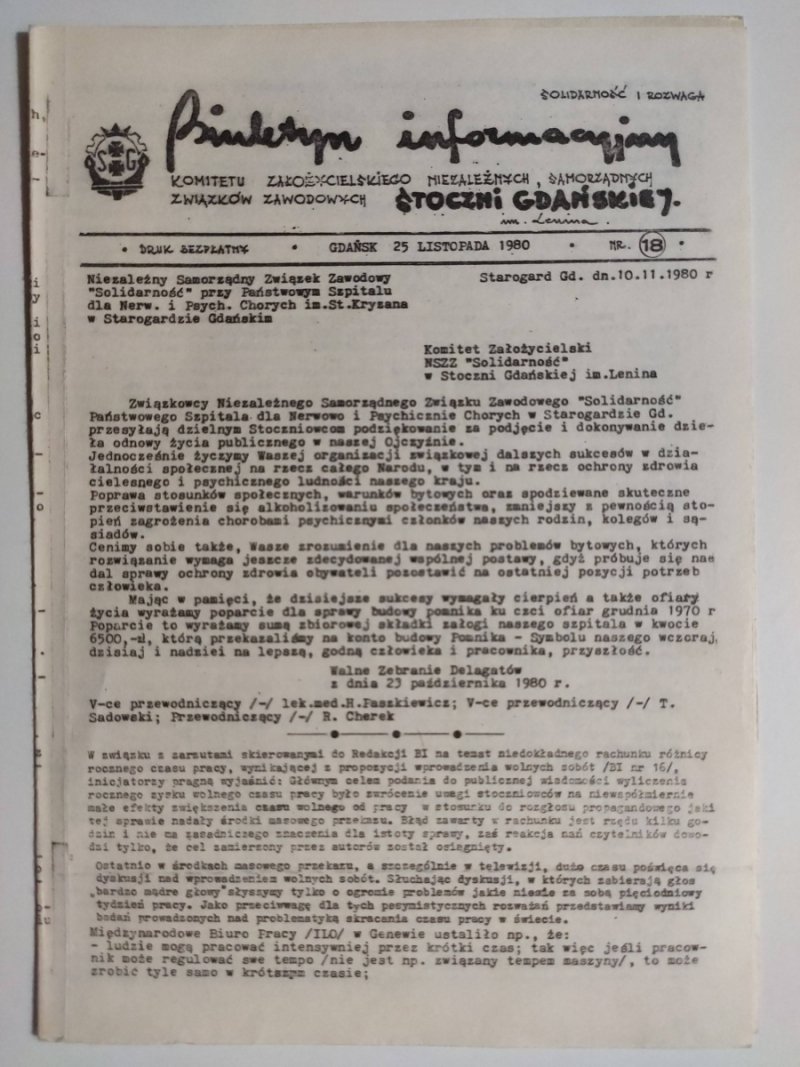 SOLIDARNOŚĆ I ROZWAGA
Biuletyn informacyjny
S G
KOMITETU ZAŁOŻYCIELSKIEGO NIEZALEŻNYCH, SAMORZĄDNYCH
ZWIĄZKÓW ZAWODOWYCH STOCZNI GDAŃSKIEJ.
im. Lenina.
• DRUK BEZPŁATNY • GDAŃSK 25 LISTOPADA 1980 • NR. 18 •
Niezależny Samorządny Związek Zawodowy
"Solidarność" przy Państwowym Szpitalu
dla Nerw. i Psych. Chorych im.St.Kryzana
w Starogardzie Gdańskim
Starogard Gd. dn.10.11.1980 r
Komitet Założycielski
NSZZ "Solidarność"
w Stoczni Gdańskiej im.Lenina
Związkowcy Niezależnego Samorządnego Związku Zawodowego "Solidarność"
Państwowego Szpitala dla Nerwowo i Psychicznie Chorych w Starogardzie Gd.
przesyłają dzielnym Stoczniowcom podziękowanie za podjęcie i dokonywanie dzie-
ła odnowy życia publicznego w naszej Ojczyźnie.
Jednocześnie życzymy Waszej organizacji związkowej dalszych sukcesów w dzia-
łalności społecznej na rzecz całego Narodu, w tym i na rzecz ochrony zdrowia
cielesnego i psychicznego ludności naszego kraju.
Poprawa stosunków społecznych, warunków bytowych oraz spodziewane skuteczne
przeciwstawienie się alkoholizowaniu społeczeństwa, zmniejszy z pewnością sto-
pień zagrożenia chorobami psychicznymi członków naszych rodzin, kolegów i są-
siadów.
Cenimy sobie także, Wasze zrozumienie dla naszych problemów bytowych, których
rozwiązanie wymaga jeszcze zdecydowanej wspólnej postawy, gdyż próbuje się nam
dal sprawy ochrony zdrowia obywateli pozostawić na ostatniej pozycji potrzeb
człowieka.
Mając w pamięci, że dzisiejsze sukcesy wymagały cierpień a także ofiary
życia wyrażamy poparcie dla sprawy budowy pomnika ku czci ofiar grudnia 1970 r
Poparcie to wyrażamy sumą zbiorowej składki załogi naszego szpitala w kwocie
6500,-zł, którą przekazaliśmy na konto budowy Pomnika - Symbolu naszego wczoraj,
dzisiaj i nadziei na lepszą, godną człowieka i pracownika, przyszłość.
Walne Zebranie Delagatów
z dnia 23 października 1980 r.
V-ce przewodniczący /-/ lek.med.H.Paszkiewicz; V-ce przewodniczący /-/ T.
Sadowski; Przewodniczący /-/ R. Cherek
W związku z zarzutami skierowanymi do Redakcji BI na temat niedokładnego rachunku różnicy
rocznego czasu pracy, wynikającej z propozycji wprowadzenia wolnych sobót /BI nr 16/,
inicjatorzy pragną wyjaśnić: Głównym celem podania do publicznej wiadomości wyliczenia
rocznego zysku wolnego czasu pracy było zwrócenie uwagi stoczniowców na niewspółmiernie
małe efekty zwiększenia czasu wolnego od pracy w stosunku do rozgłosu propagandowego jaki
tej sprawie nadały środki masowego przekazu. Błąd zawarty w rachunku jest rzędu kilku go-
dzin i nie ma zasadniczego znaczenia dla istoty sprawy, zaś reakcja nań czytelników dowo-
dzi tylko, że cel zamierzony przez autorów został osiągnięty.
Ostatnio w środkach masowego przekazu, a szczególnie w telewizji, dużo czasu poświęca się
dyskusji nad wprowadzeniem wolnych sobót. Słuchając dyskusji, w których zabierają głos
„bardzo mądre głowy" słyszymy tylko o ogromie problemów jakie niesie za sobą pięciodniowy
tydzień pracy. Jako przeciwwagę dla tych pesymistycznych rozważań przedstawiamy wyniki
badań prowadzonych nad problematyką skracania czasu pracy w świecie.
Międzynarodowe Biuro Pracy /ILO/ w Genewie ustaliło np., że:
- ludzie mogą pracować intensywniej przez krótki czas; tak więc jeśli pracow-
nik może regulować swe tempo /nie jest np. związany tempem maszyny/, to może
zrobić tyle samo w krótszym czasie;